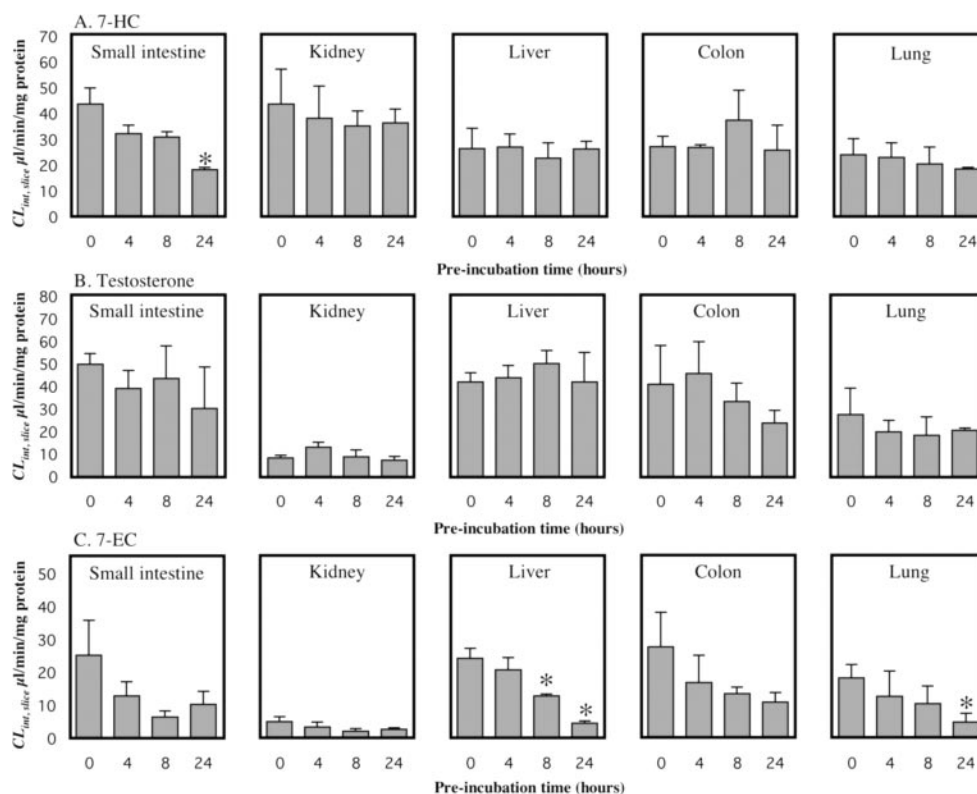 A. 7-HC
CLint, slice µl/min/mg protein
70
60
50
40
30
20
10
0
Small intestine
Kidney
Liver
Colon
Lung
*
0 4 8 24
0 4 8 24
0 4 8 24
0 4 8 24
0 4 8 24
Pre-incubation time (hours)
B. Testosterone
CLint, slice µl/min/mg protein
80
70
60
50
40
30
20
10
0
Small intestine
Kidney
Liver
Colon
Lung
0 4 8 24
0 4 8 24
0 4 8 24
0 4 8 24
0 4 8 24
Pre-incubation time (hours)
C. 7-EC
CLint, slice µl/min/mg protein
50
40
30
20
10
0
Small intestine
Kidney
Liver
Colon
Lung
*
*
*
0 4 8 24
0 4 8 24
0 4 8 24
0 4 8 24
0 4 8 24
Pre-incubation time (hours)